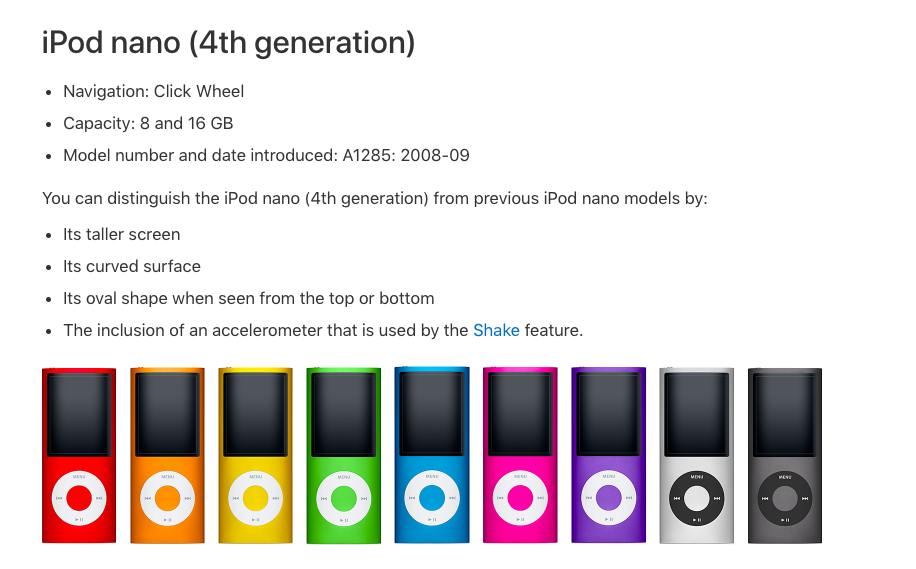 iPod nano (4th generation)
Navigation: Click Wheel
Capacity: 8 and 16 GB
Model number and date introduced: A1285: 2008-09
You can distinguish the iPod nano (4th generation) from previous iPod nano models by:
Its taller screen
Its curved surface
Its oval shape when seen from the top or bottom
The inclusion of an accelerometer that is used by the Shake feature.
MENU MENU MENU MENU MENU MENU MENU MENU MENU